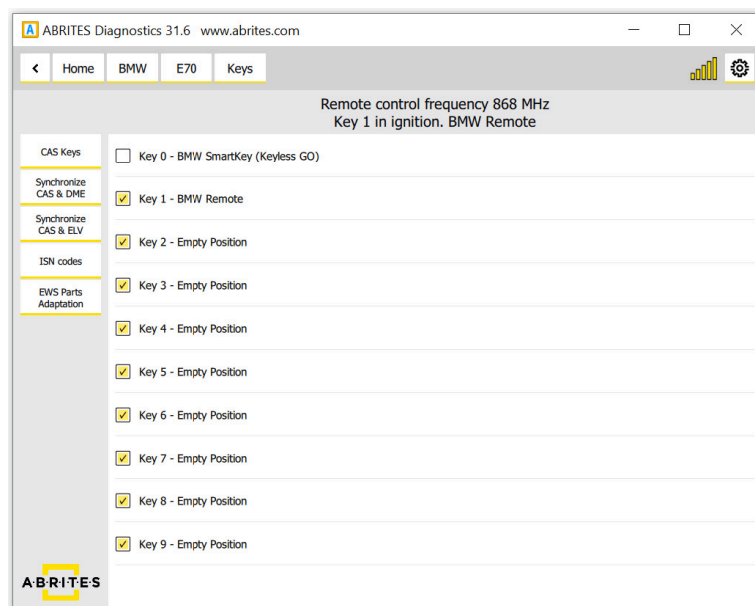 ABRITES Diagnostics 31.6 www.abrites.com
Home BMW E70 Keys
Remote control frequency 868 MHz
Key 1 in ignition. BMW Remote
CAS Keys
Synchronize
CAS & DME
Synchronize
CAS & ELV
ISN codes
EWS Parts
Adaptation
Key 0 - BMW SmartKey (Keyless GO)
Key 1 - BMW Remote
Key 2 - Empty Position
Key 3 - Empty Position
Key 4 - Empty Position
Key 5 - Empty Position
Key 6 - Empty Position
Key 7 - Empty Position
Key 8 - Empty Position
Key 9 - Empty Position
A·B·R·I·T·E·S